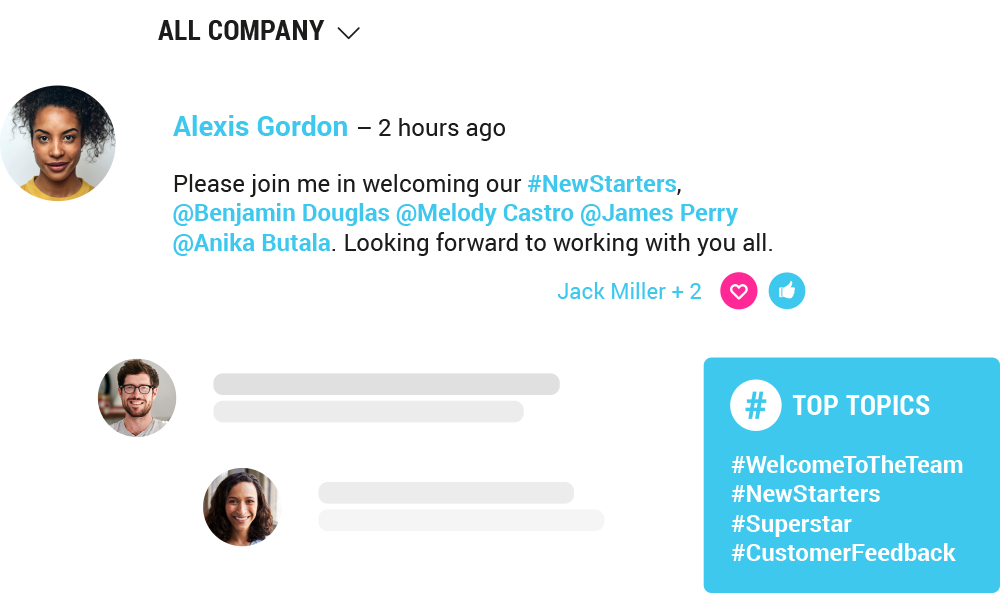 ALL COMPANY
Alexis Gordon – 2 hours ago
Please join me in welcoming our #NewStarters,
@Benjamin Douglas @Melody Castro @James Perry
@Anika Butala. Looking forward to working with you all.
Jack Miller + 2
# TOP TOPICS
#WelcomeToTheTeam
#NewStarters
#Superstar
#CustomerFeedback